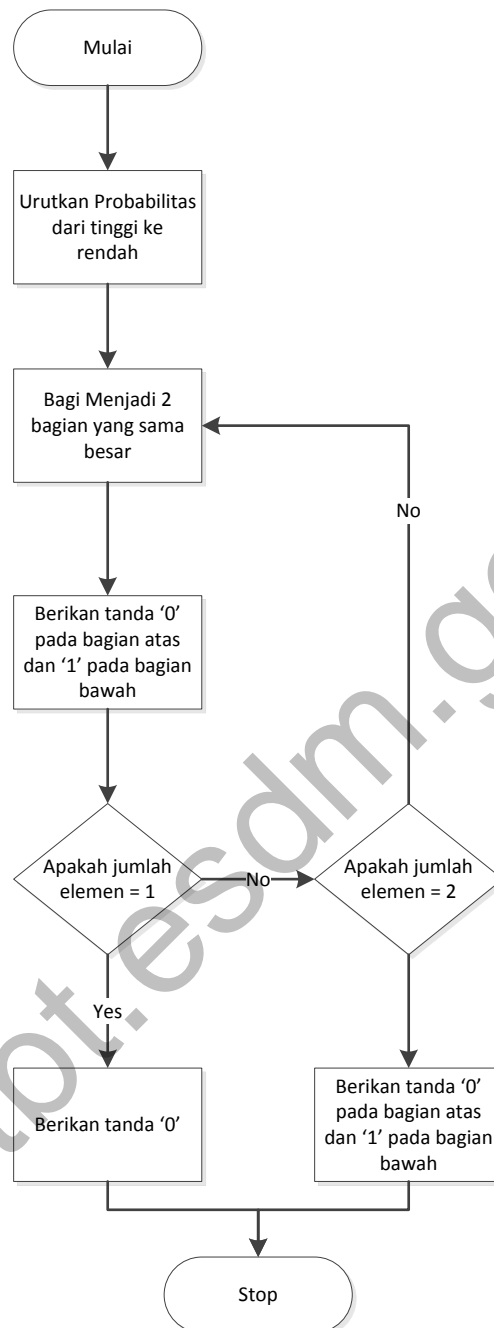 Mulai
Urutkan Probabilitas
dari tinggi ke
rendah
Bagi Menjadi 2
bagian yang sama
besar
No
Berikan tanda ‘0’
pada bagian atas
dan ‘1’ pada bagian
bawah
Apakah jumlah
elemen = 1
No
Apakah jumlah
elemen = 2
Yes
Berikan tanda ‘0’
Berikan tanda ‘0’
pada bagian atas
dan ‘1’ pada bagian
bawah
Stop